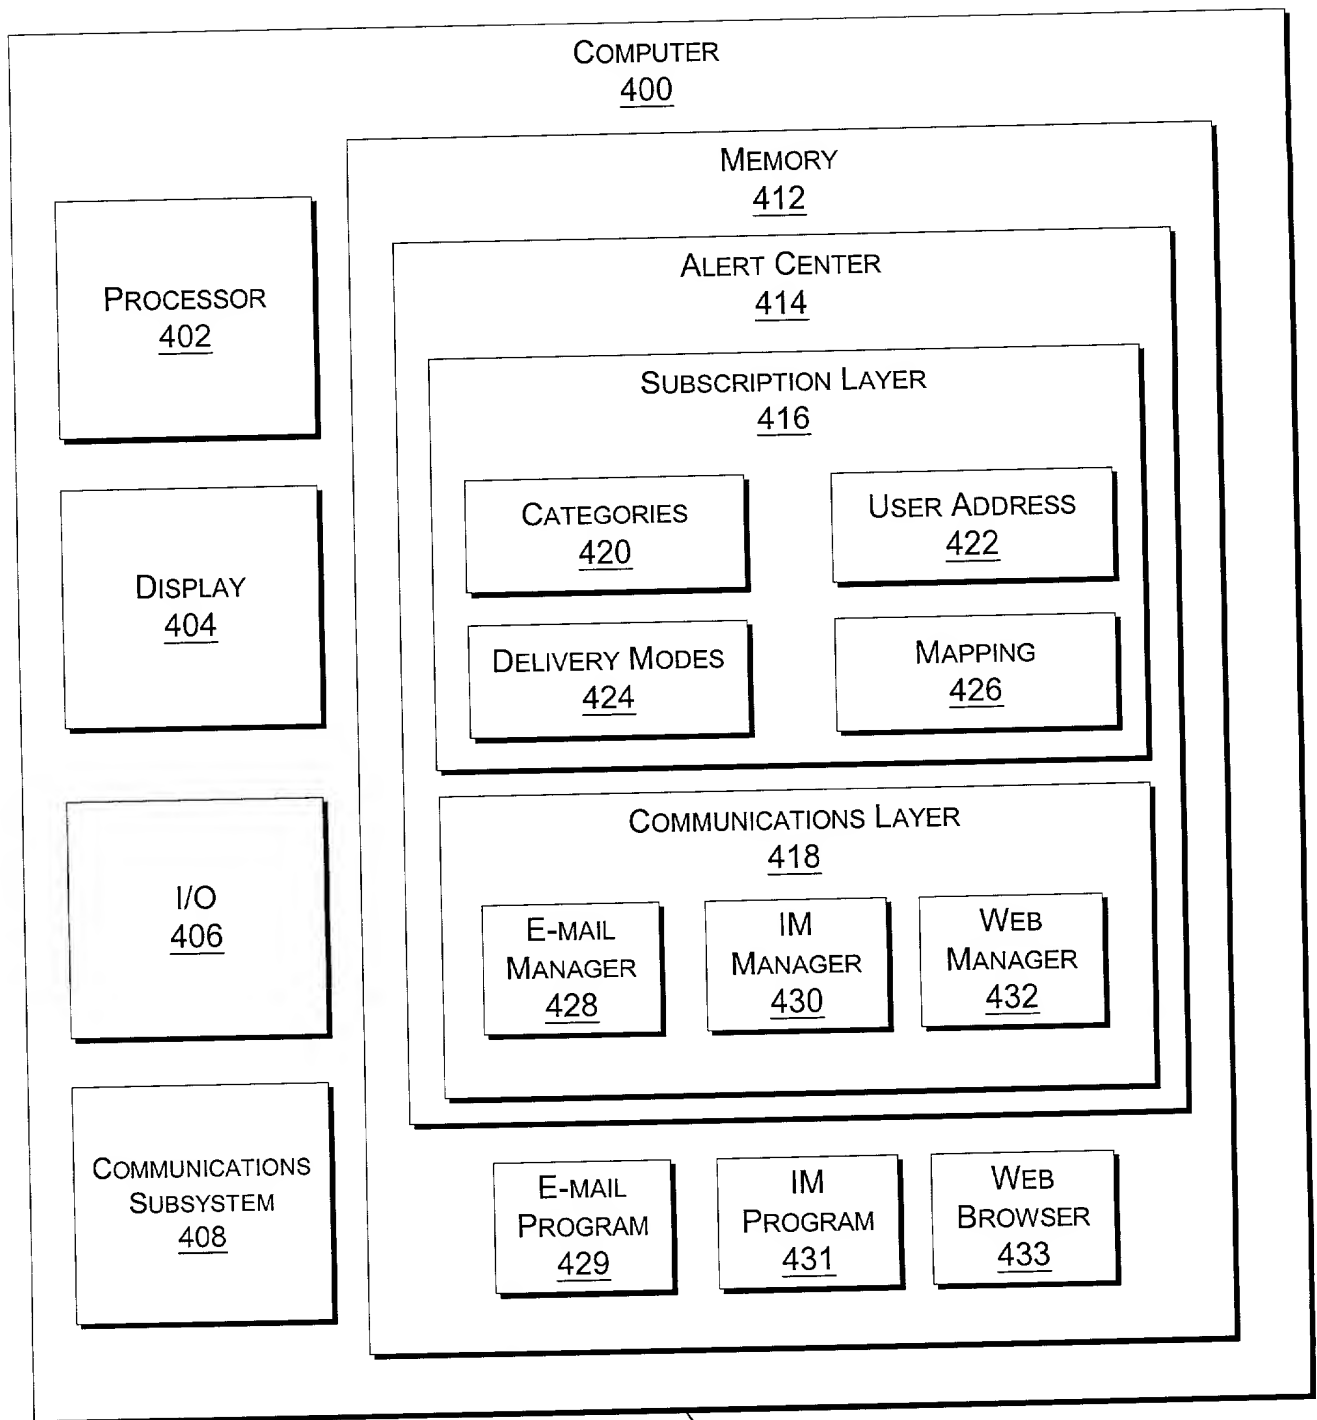 COMPUTER
400
MEMORY
412
ALERT CENTER
414
SUBSCRIPTION LAYER
416
CATEGORIES
420
USER ADDRESS
422
DELIVERY MODES
424
MAPPING
426
COMMUNICATIONS LAYER
418
E-MAIL
MANAGER
428
IM
MANAGER
430
WEB
MANAGER
432
E-MAIL
PROGRAM
429
IM
PROGRAM
431
WEB
BROWSER
433
PROCESSOR
402
DISPLAY
404
I/O
406
COMMUNICATIONS
SUBSYSTEM
408